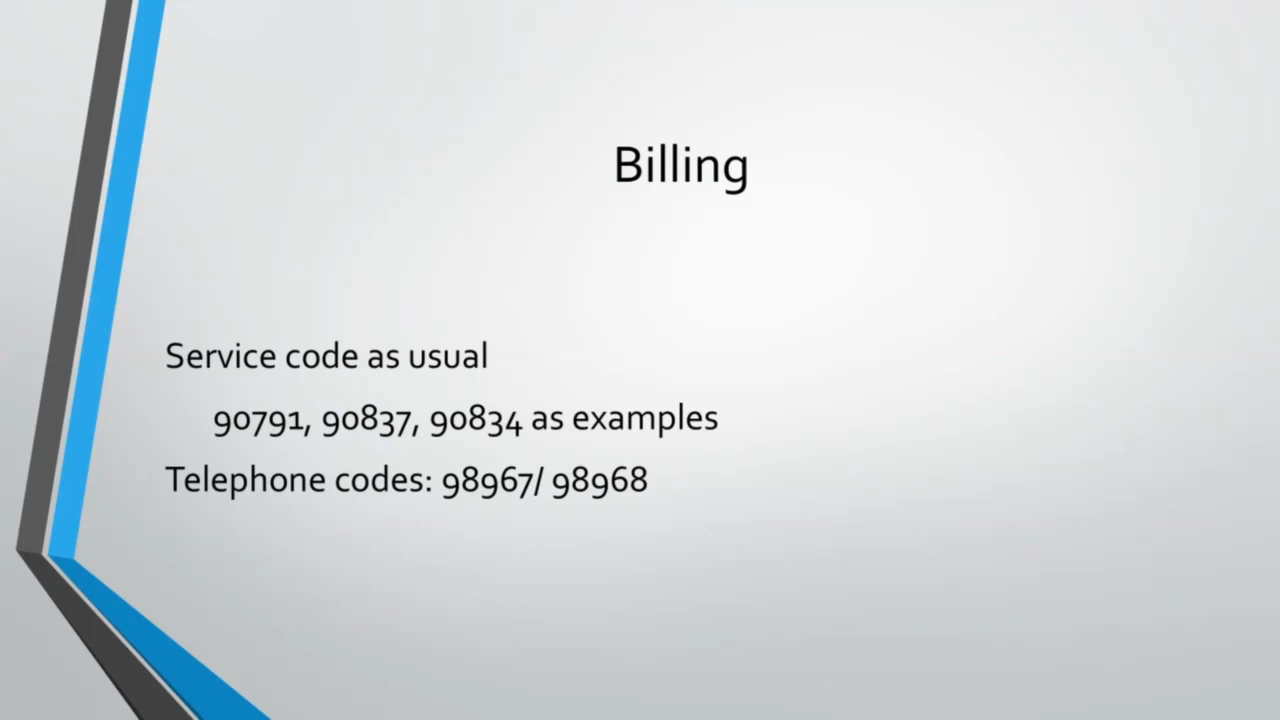 Billing
Service code as usual
90791, 90837, 90834 as examples
Telephone codes: 98967/ 98968